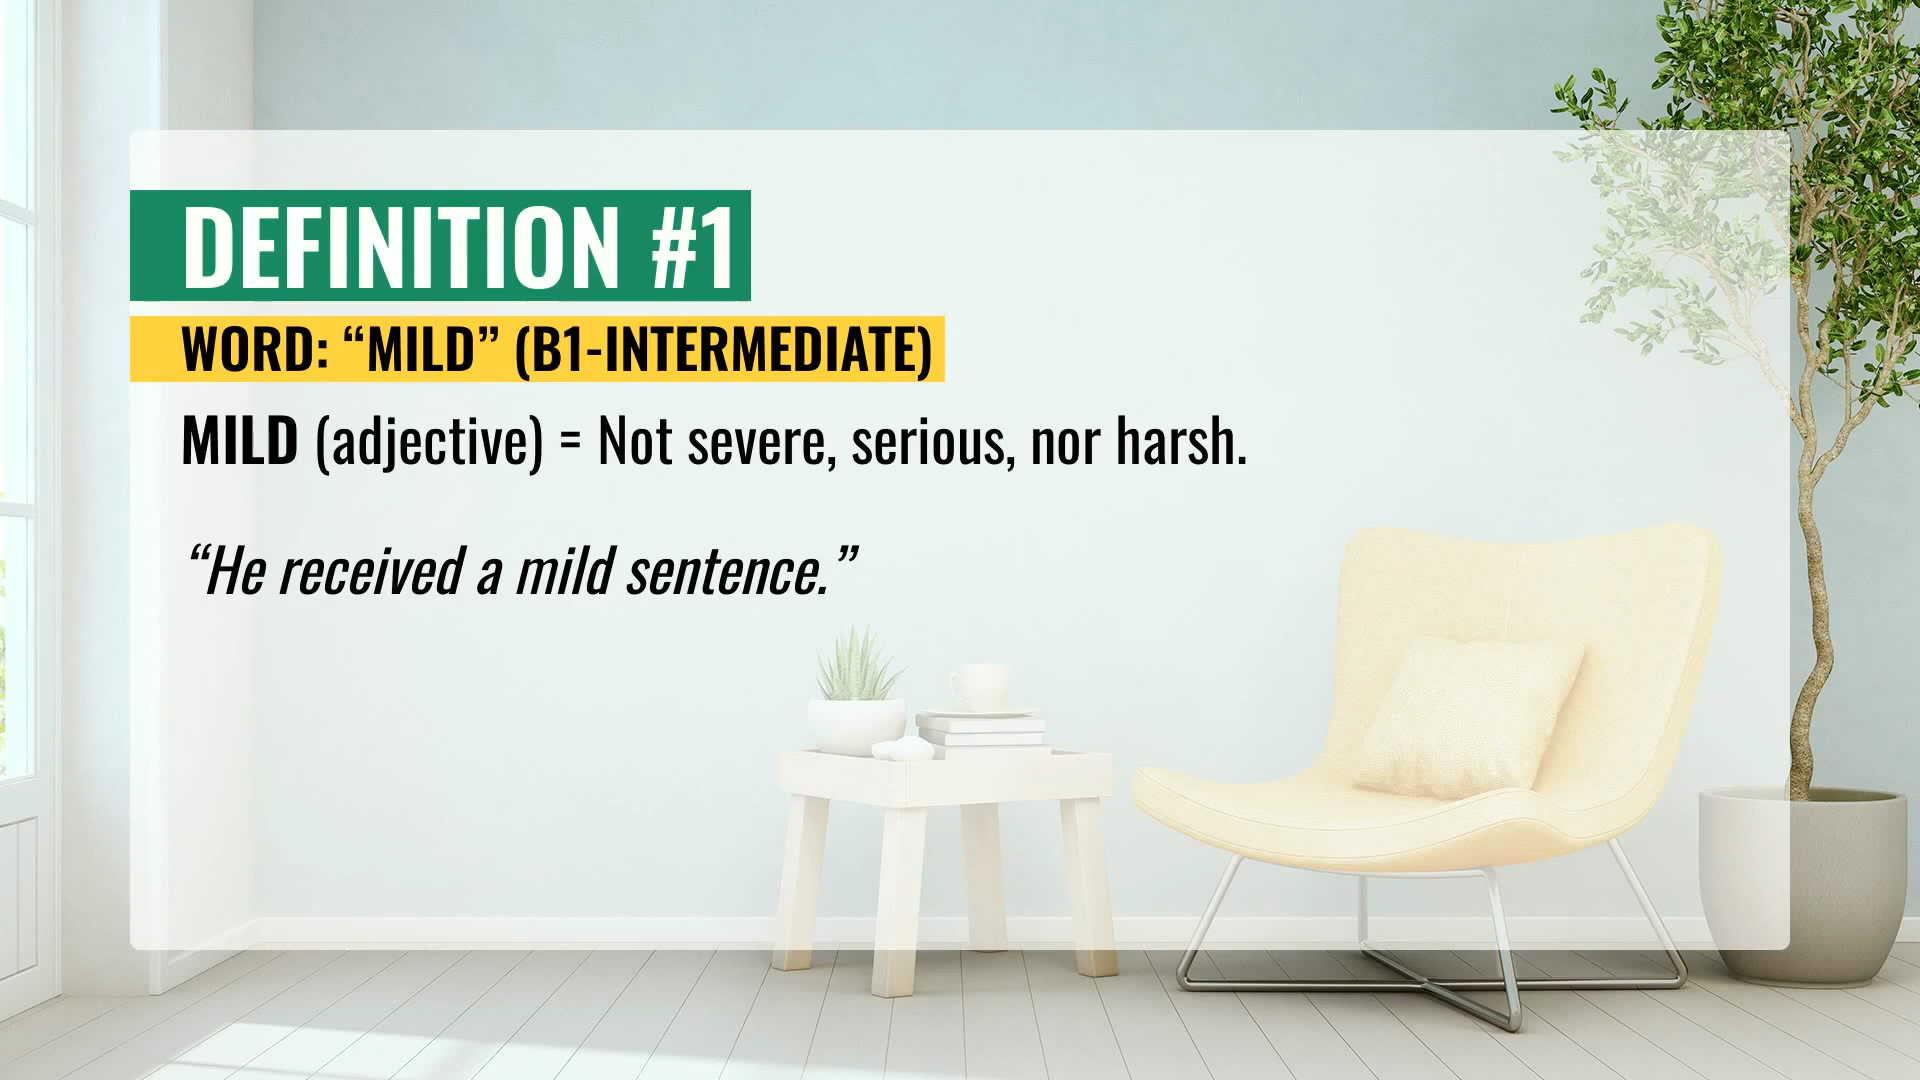 DEFINITION #1
WORD: “MILD” (B1-INTERMEDIATE)
MILD (adjective) = Not severe, serious, nor harsh.
“He received a mild sentence.”